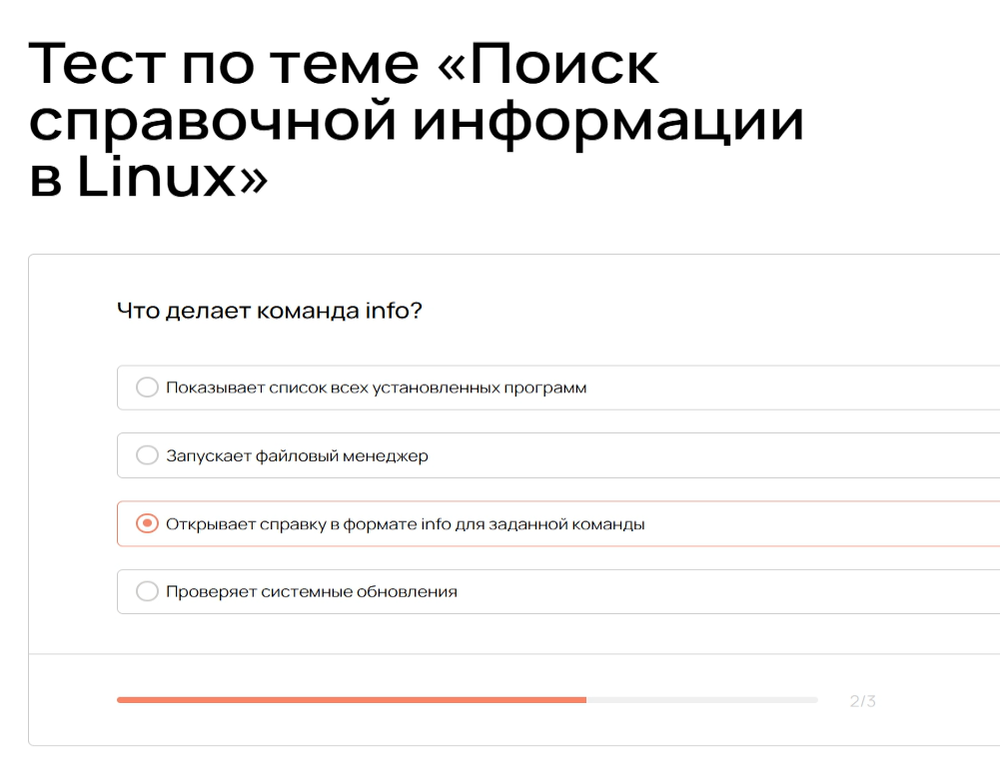 Тест по теме «Поиск
справочной информации
в Linux»
Что делает команда info?
Показывает список всех установленных программ
Запускает файловый менеджер
Открывает справку в формате info для заданной команды
Проверяет системные обновления
2/3